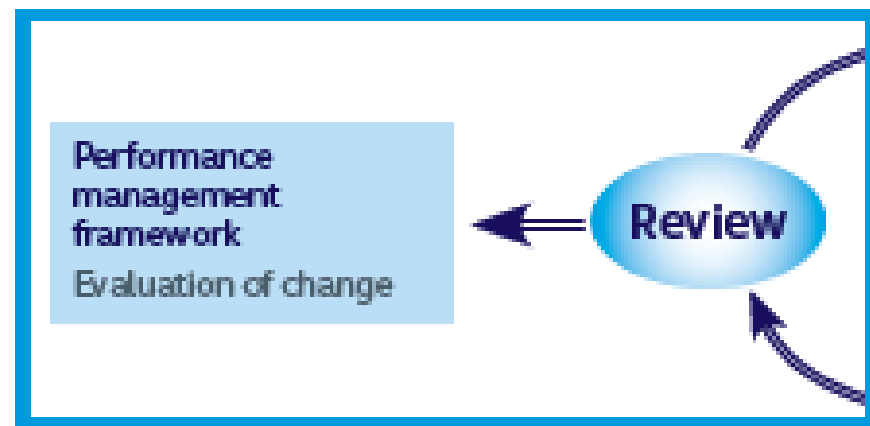 Performance
management
framework
Evaluation of change
Review